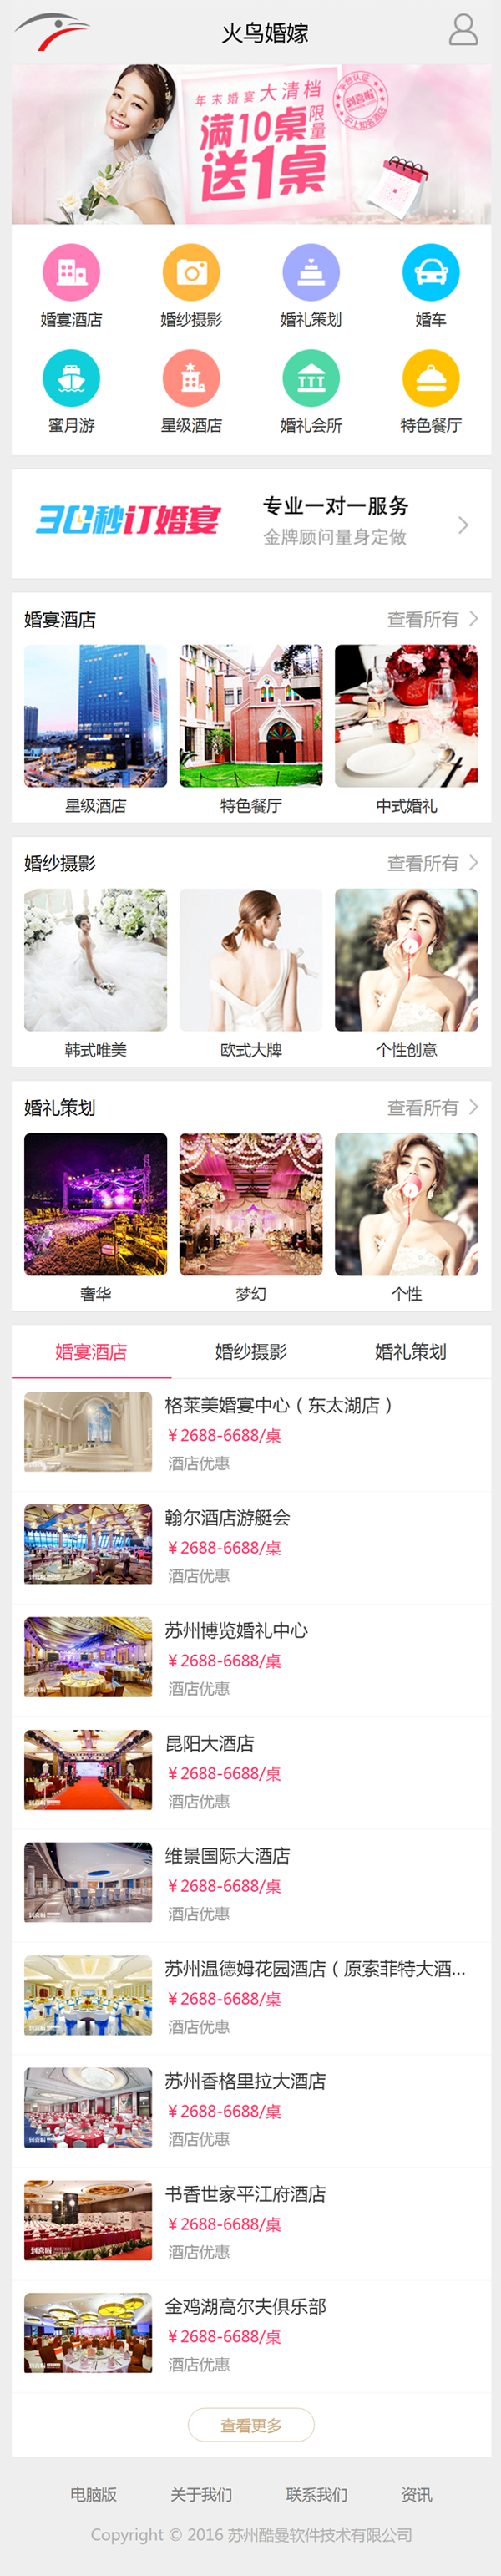 火鸟婚嫁
年末婚宴大清档
满10桌
限量
送1桌
平台认证
到喜啦
沪上知名酒店
婚宴酒店 婚纱摄影 婚礼策划 婚车
蜜月游 星级酒店 婚礼会所 特色餐厅
30秒订婚宴
专业一对一服务
金牌顾问量身定做
婚宴酒店 查看所有
星级酒店 特色餐厅 中式婚礼
婚纱摄影 查看所有
韩式唯美 欧式大牌 个性创意
婚礼策划 查看所有
奢华 梦幻 个性
婚宴酒店 婚纱摄影 婚礼策划
格莱美婚宴中心（东太湖店）
￥2688-6688/桌
酒店优惠
翰尔酒店游艇会
￥2688-6688/桌
酒店优惠
苏州博览婚礼中心
￥2688-6688/桌
酒店优惠
昆阳大酒店
￥2688-6688/桌
酒店优惠
维景国际大酒店
￥2688-6688/桌
酒店优惠
苏州温德姆花园酒店（原索菲特大酒...
￥2688-6688/桌
酒店优惠
苏州香格里拉大酒店
￥2688-6688/桌
酒店优惠
书香世家平江府酒店
￥2688-6688/桌
酒店优惠
到喜啦
金鸡湖高尔夫俱乐部
￥2688-6688/桌
酒店优惠
查看更多
电脑版 关于我们 联系我们 资讯
Copyright © 2016 苏州酷曼软件技术有限公司